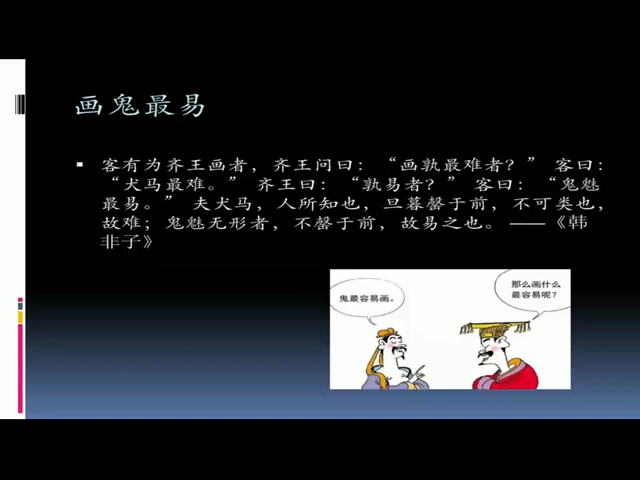 画鬼最易
客有为齐王画者，齐王问曰：“画孰最难者？” 客曰：
“犬马最难。” 齐王曰：“孰易者？” 客曰：“鬼魅
最易。” 夫犬马，人所知也，旦暮罄于前，不可类也，
故难；鬼魅无形者，不罄于前，故易之也。 ——《韩
非子》
鬼最容易画。
那么画什么
最容易呢？